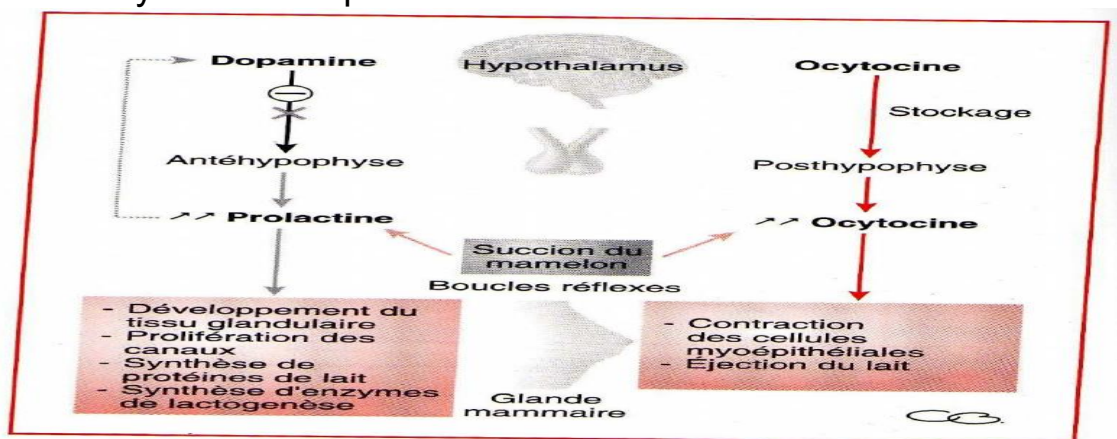 Dopamine
Hypothalamus
Ocytocine
Stockage
Antéhypophyse
Posthypophyse
↗↗ Prolactine
↗↗ Ocytocine
Succion du
mamelon
Boucles réflexes
- Développement du
tissu glandulaire
- Prolifération des
canaux
- Synthèse de
protéines de lait
- Synthèse d'enzymes
de lactogenèse
- Contraction
des cellules
myoépithéliales
- Ejection du lait
Glande
mammaire